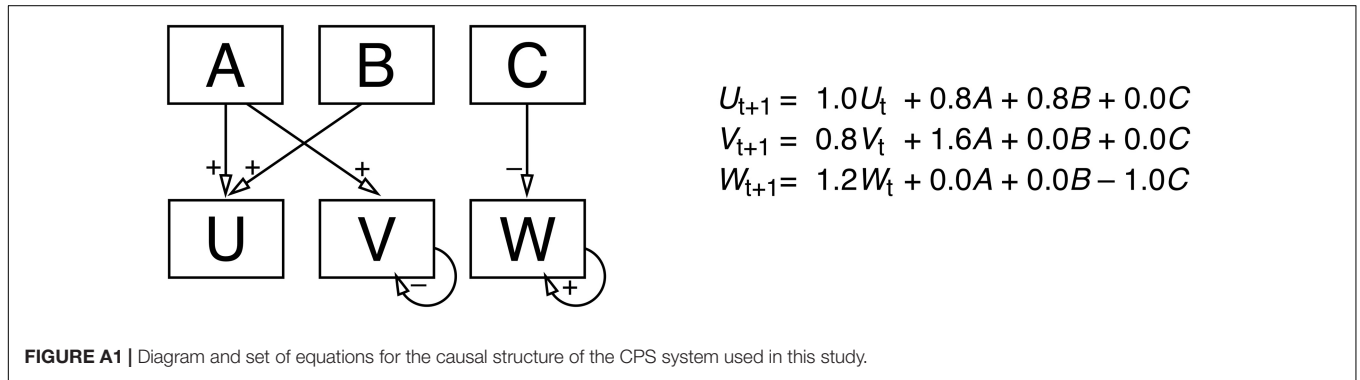 A B C
+ + + −
U V W
− +
U_{t+1} = 1.0U_t + 0.8A + 0.8B + 0.0C
V_{t+1} = 0.8V_t + 1.6A + 0.0B + 0.0C
W_{t+1} = 1.2W_t + 0.0A + 0.0B – 1.0C
FIGURE A1 | Diagram and set of equations for the causal structure of the CPS system used in this study.